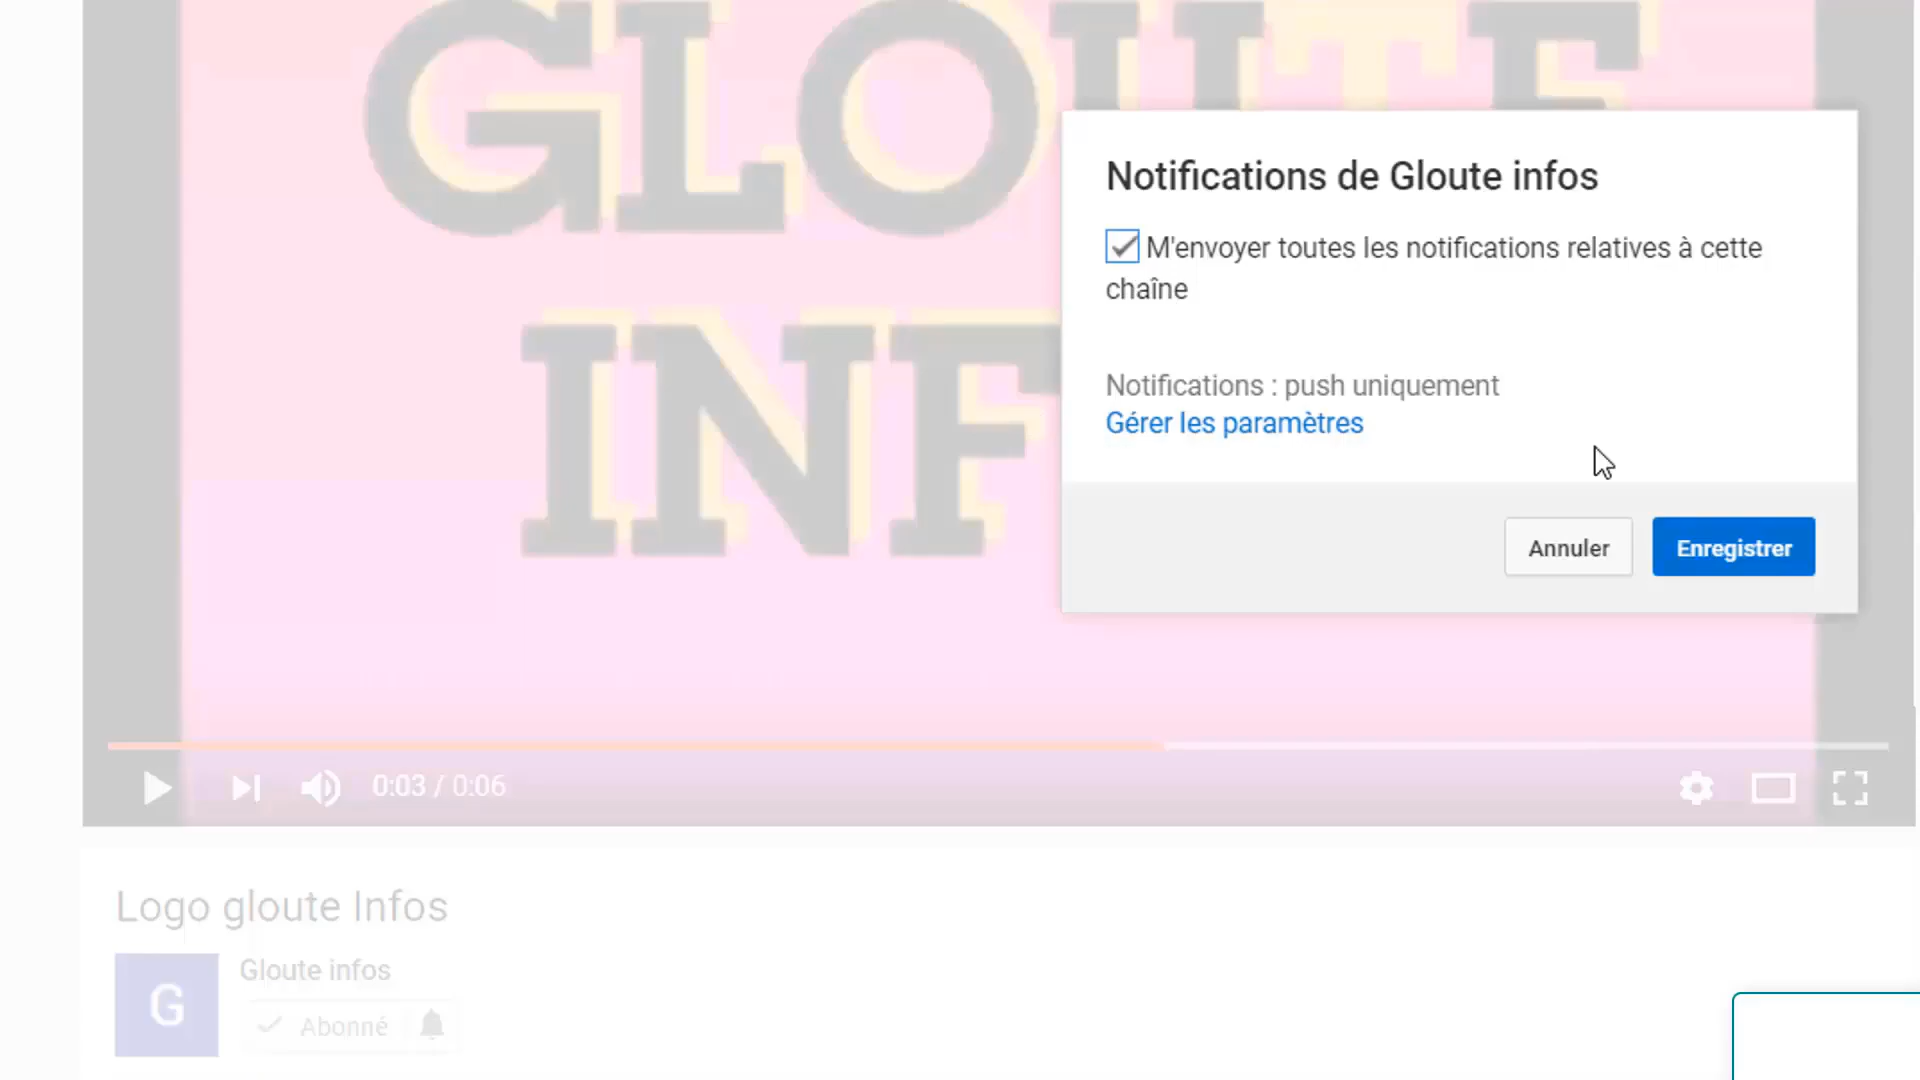 GLOUTE
INF
Notifications de Gloute infos
M'envoyer toutes les notifications relatives à cette
chaîne
Notifications : push uniquement
Gérer les paramètres
Annuler
Enregistrer
0:03 / 0:06
Logo gloute Infos
G
Gloute infos
Abonné